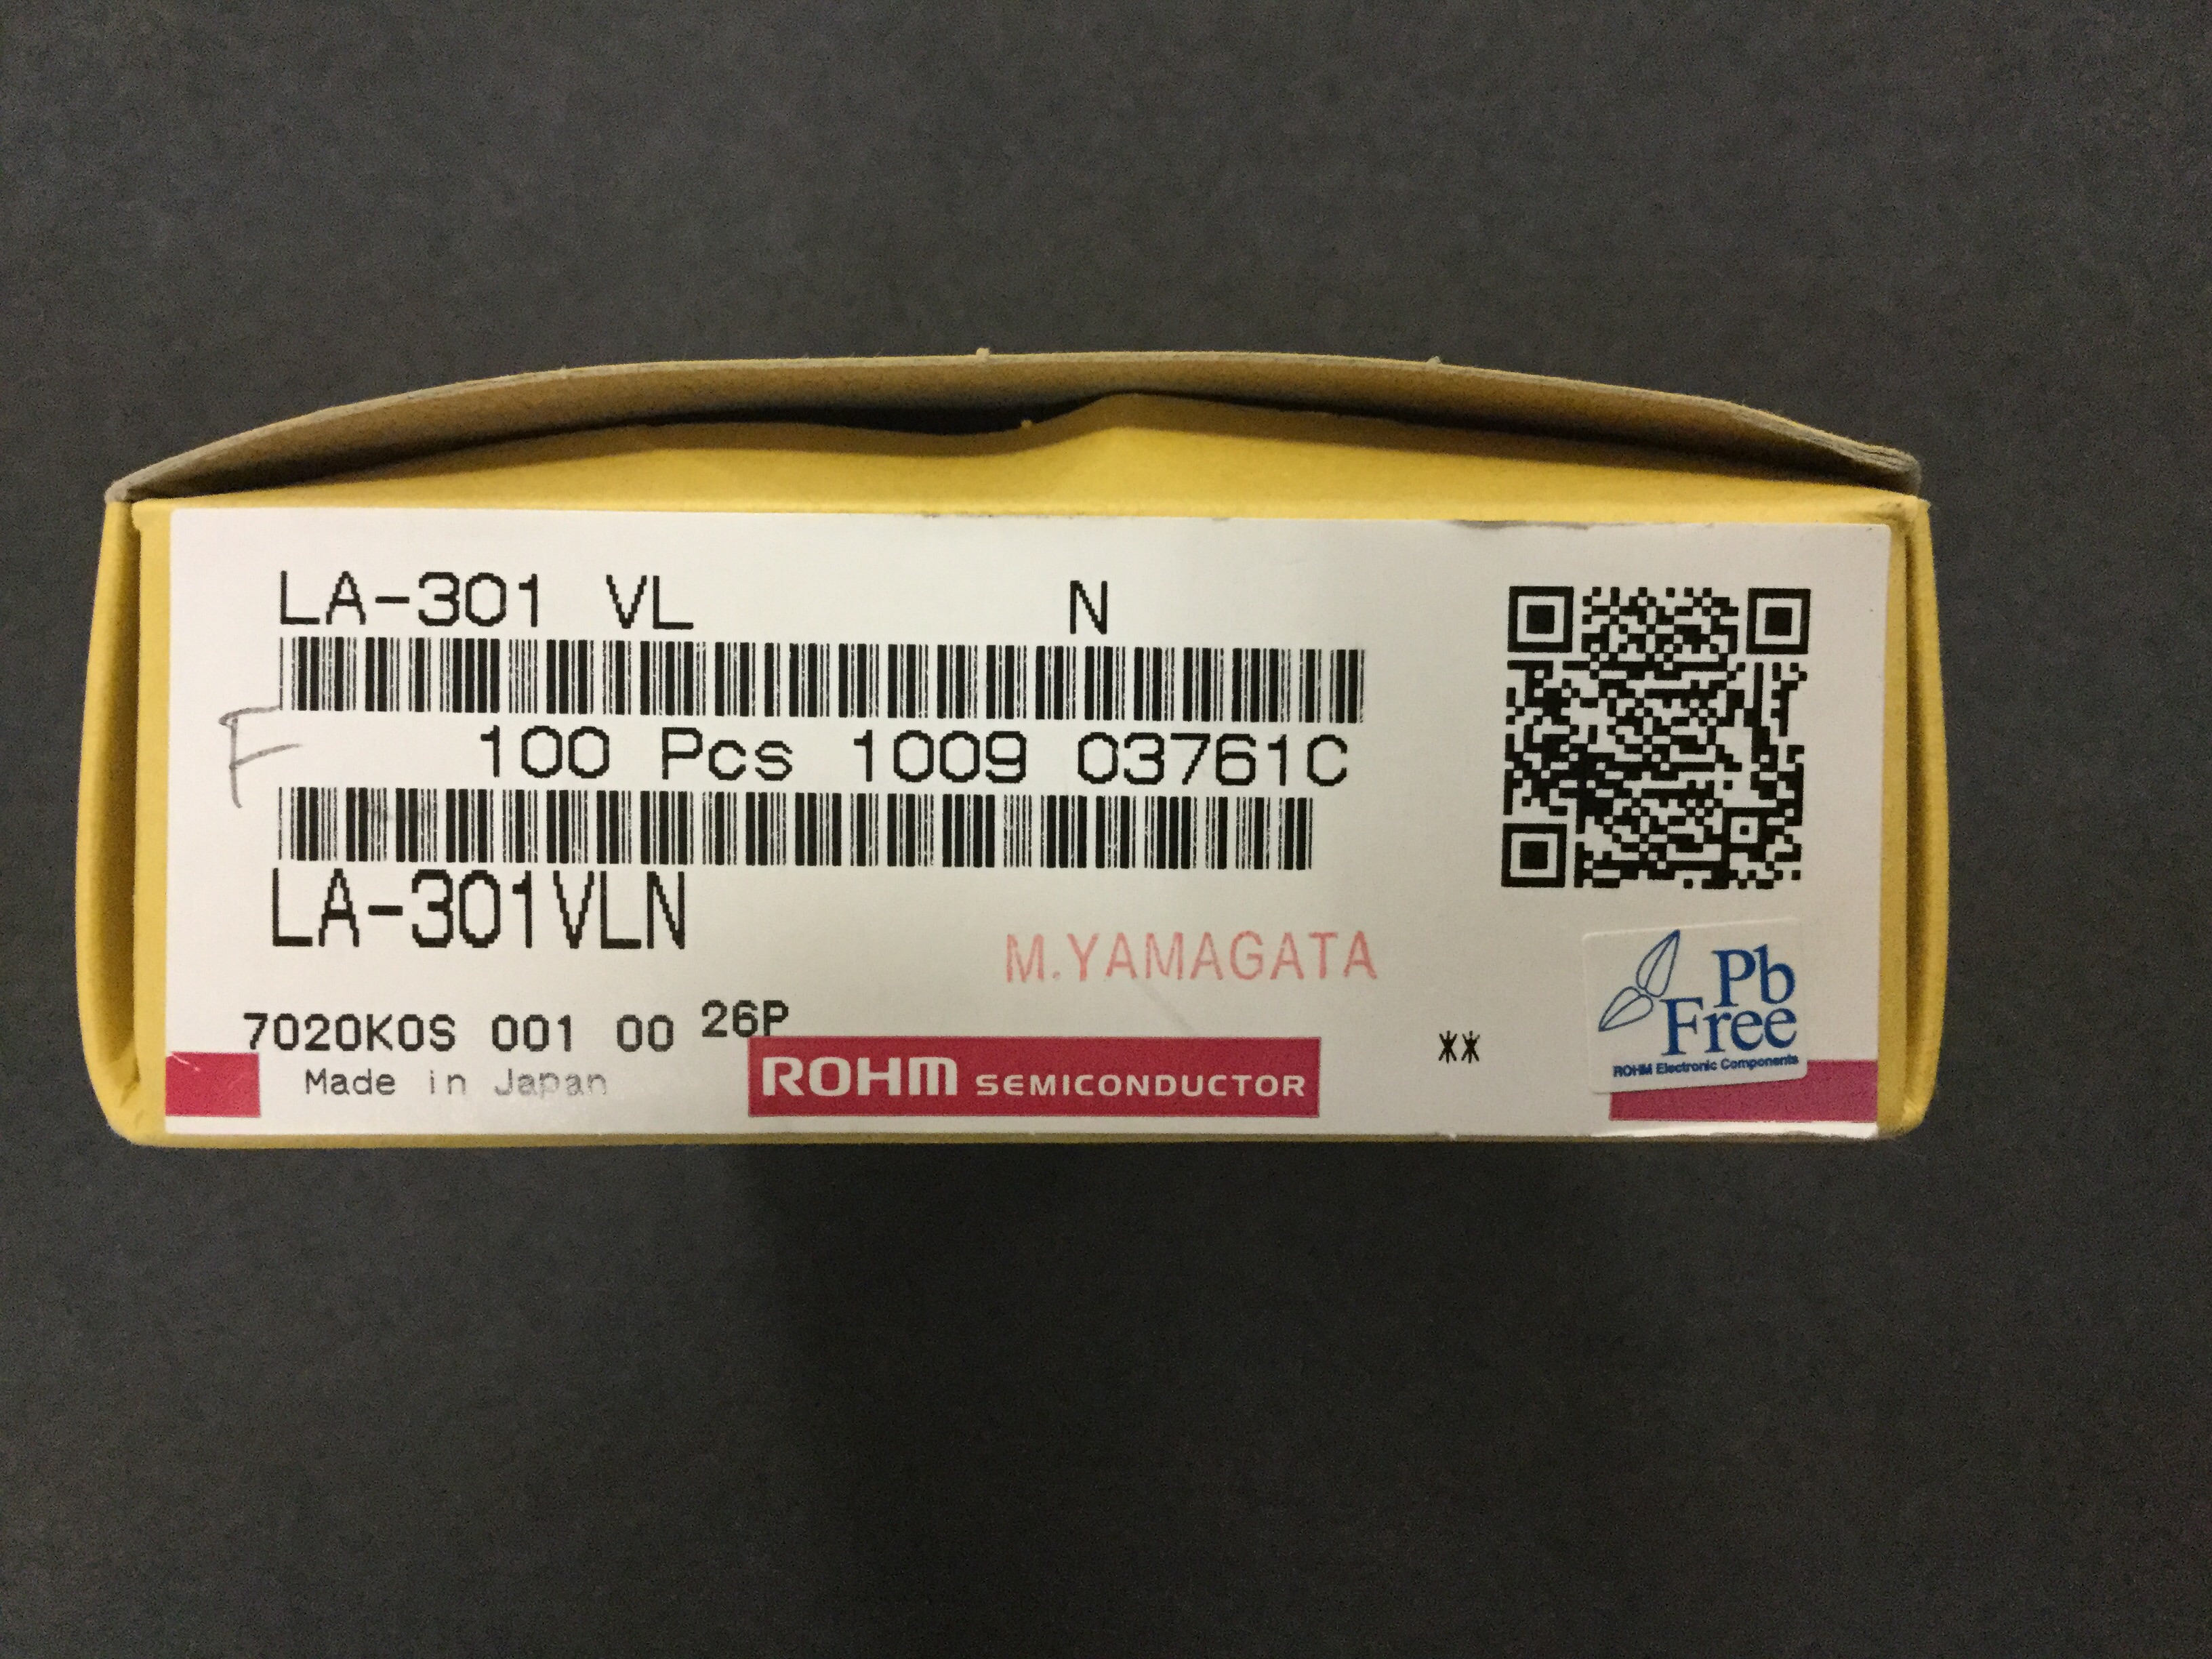 LA-301 VL N
F
100 Pcs 1009 03761C
LA-301VLN
M.YAMAGATA
7020K0S 001 00 26P
Made in Japan
ROHM SEMICONDUCTOR
**
Pb
Free
ROHM Electronic Components